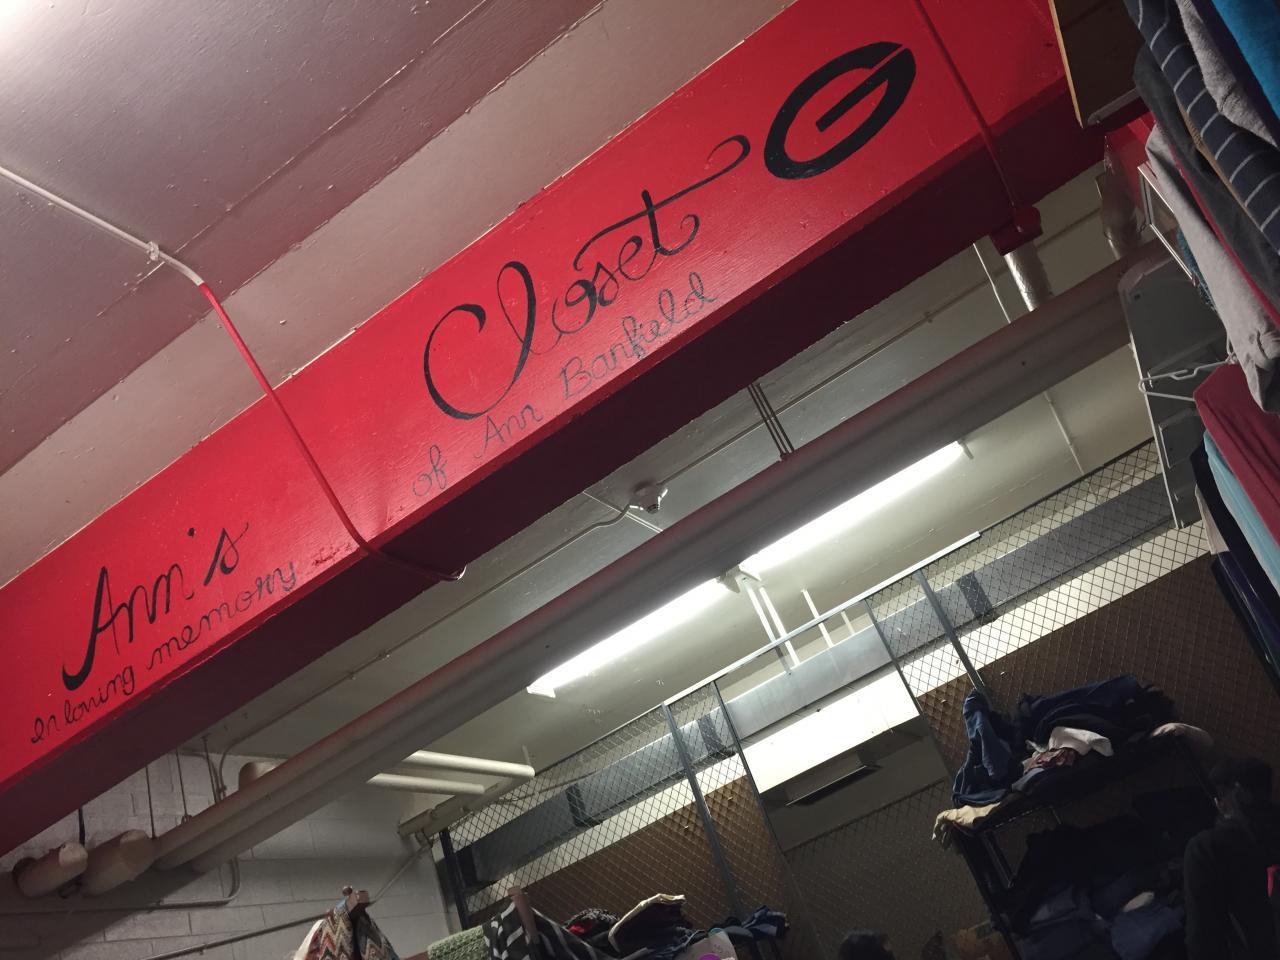 Ann's Closet G
In loving memory of Ann Banfield